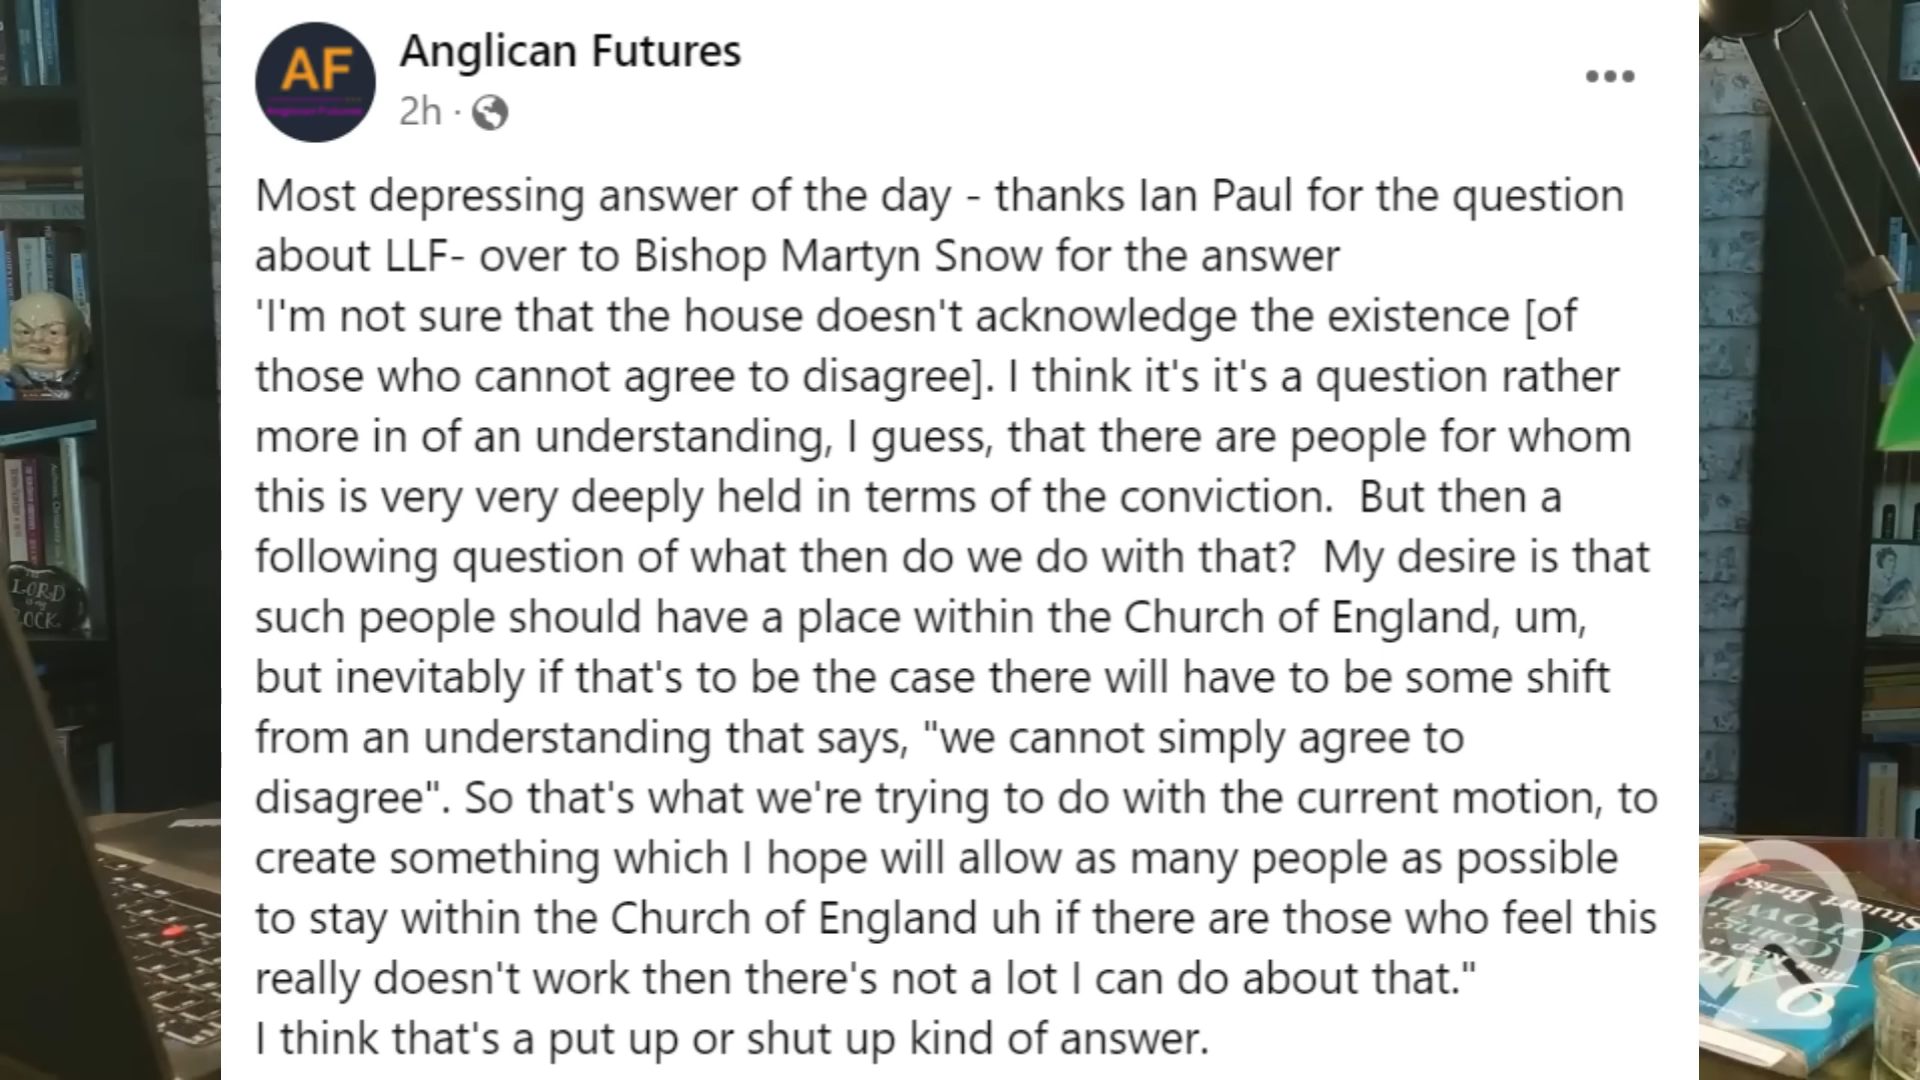 AF
Anglican Futures
2h ·
Most depressing answer of the day - thanks Ian Paul for the question
about LLF- over to Bishop Martyn Snow for the answer
'I'm not sure that the house doesn't acknowledge the existence [of
those who cannot agree to disagree]. I think it's it's a question rather
more in of an understanding, I guess, that there are people for whom
this is very very deeply held in terms of the conviction.  But then a
following question of what then do we do with that?  My desire is that
such people should have a place within the Church of England, um,
but inevitably if that's to be the case there will have to be some shift
from an understanding that says, "we cannot simply agree to
disagree". So that's what we're trying to do with the current motion, to
create something which I hope will allow as many people as possible
to stay within the Church of England uh if there are those who feel this
really doesn't work then there's not a lot I can do about that."
I think that's a put up or shut up kind of answer.
LORD
Stuart